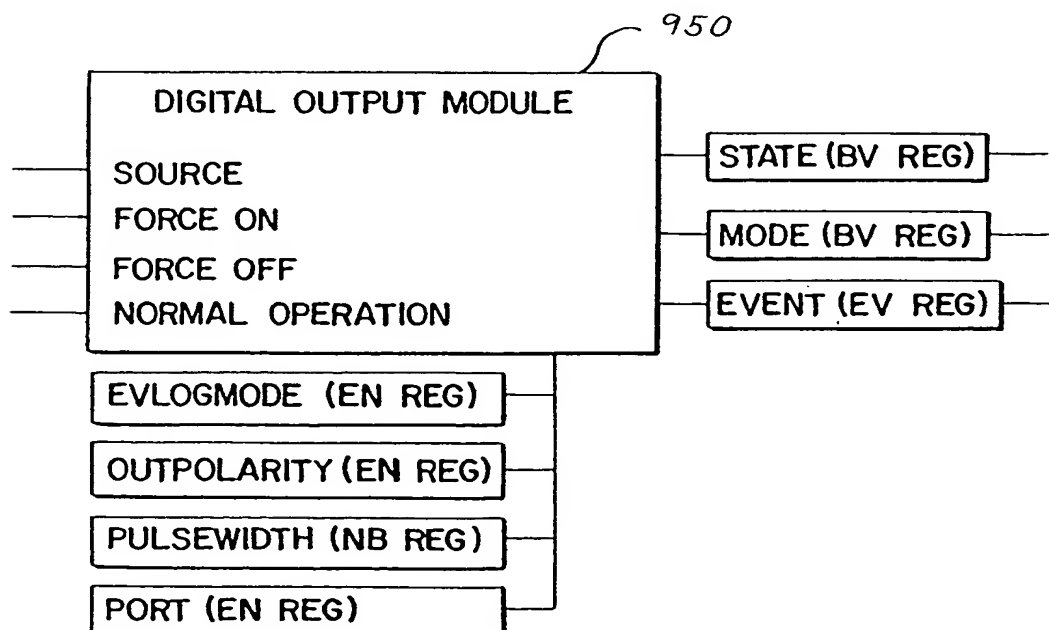 950
DIGITAL OUTPUT MODULE
SOURCE
FORCE ON
FORCE OFF
NORMAL OPERATION
STATE (BV REG)
MODE (BV REG)
EVENT (EV REG)
EVLOGMODE (EN REG)
OUTPOLARITY (EN REG)
PULSEWIDTH (NB REG)
PORT (EN REG)